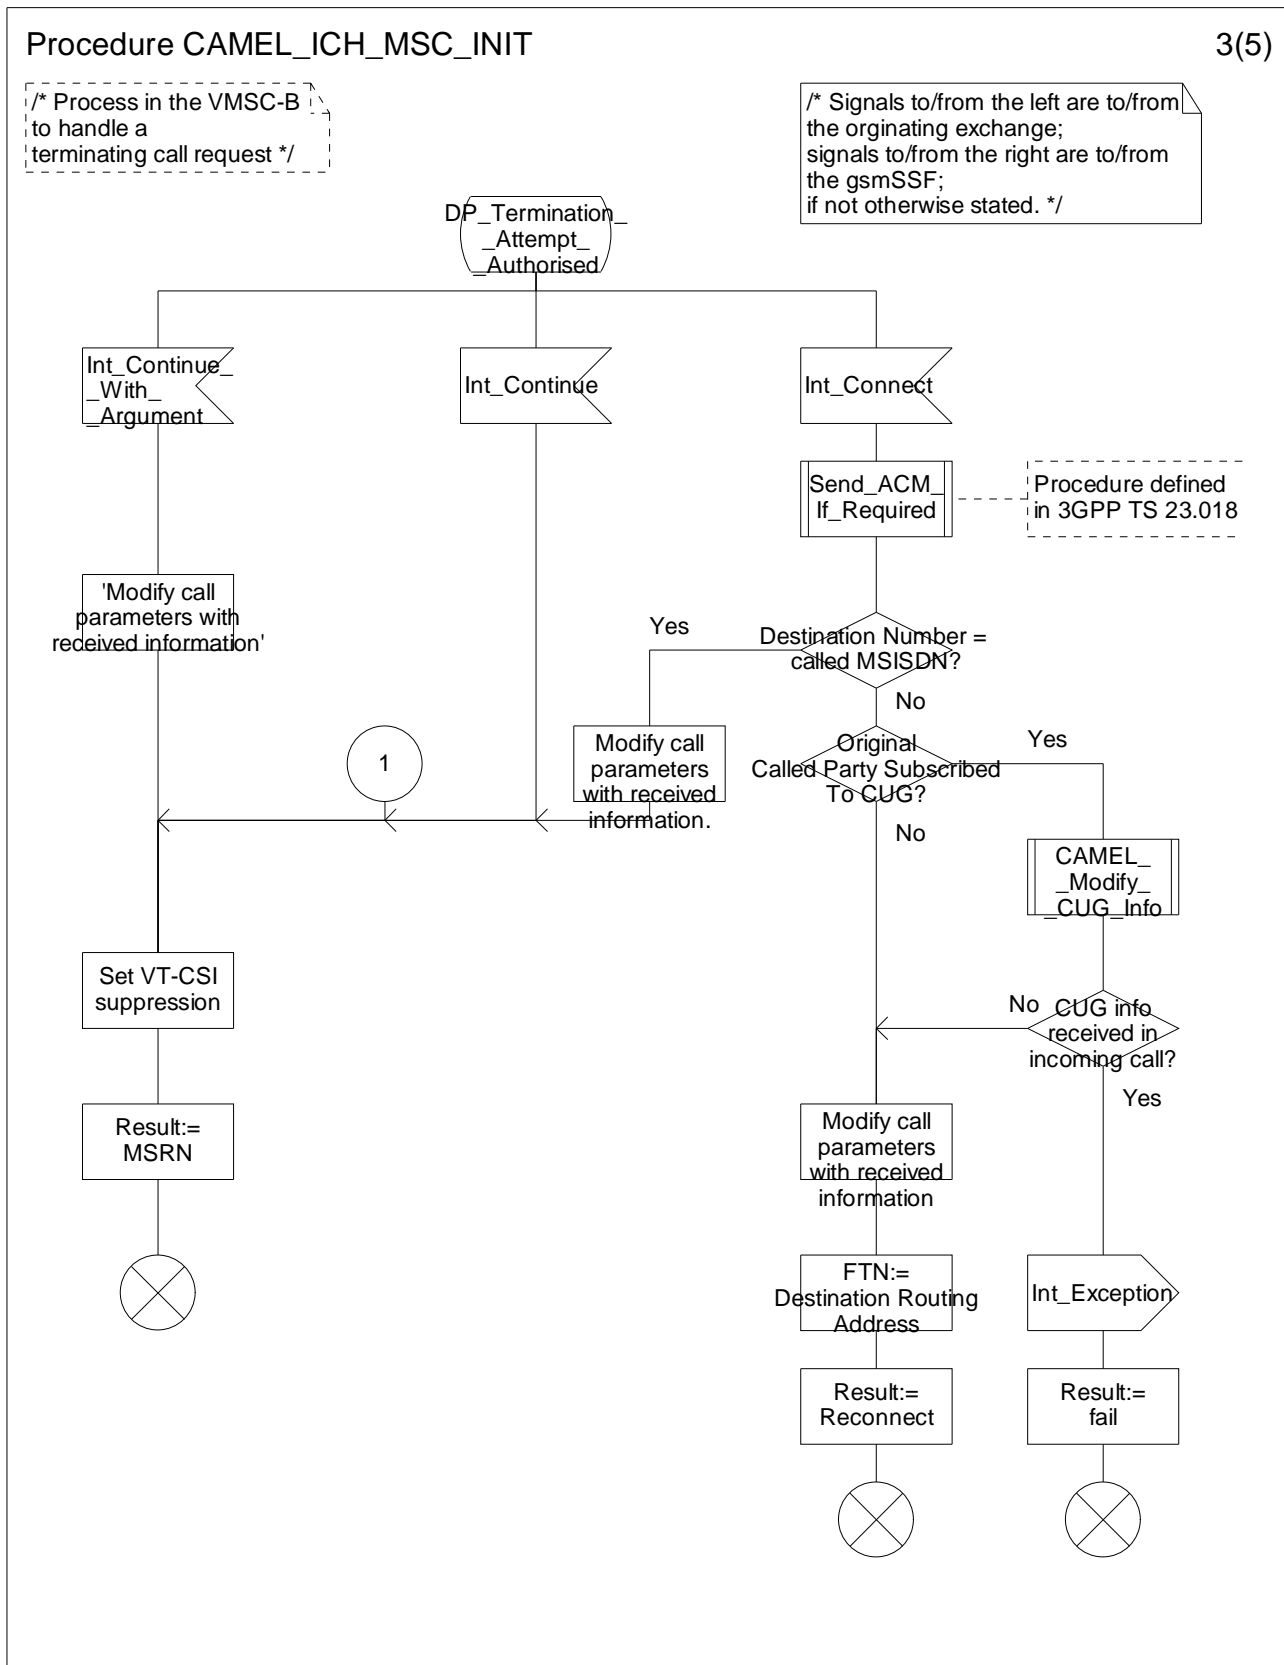 Procedure CAMEL_ICH_MSC_INIT
3(5)
/* Process in the VMSC-B
to handle a
terminating call request */
/* Signals to/from the left are to/from
the orginating exchange;
signals to/from the right are to/from
the gsmSSF;
if not otherwise stated. */
DP_Termination_
_Attempt_
_Authorised
Int_Continue_
_With_
_Argument
Int_Continue
Int_Connect
Send_ACM_
If_Required
Procedure defined
in 3GPP TS 23.018
'Modify call
parameters with
received information'
Yes
Destination Number =
called MSISDN?
No
1
Modify call
parameters
with received
information.
Original
Called Party Subscribed
To CUG?
Yes
No
CAMEL_
_Modify_
_CUG_Info
Set VT-CSI
suppression
No
CUG info
received in
incoming call?
Yes
Result:=
MSRN
Modify call
parameters
with received
information
FTN:=
Destination Routing
Address
Int_Exception
Result:=
Reconnect
Result:=
fail